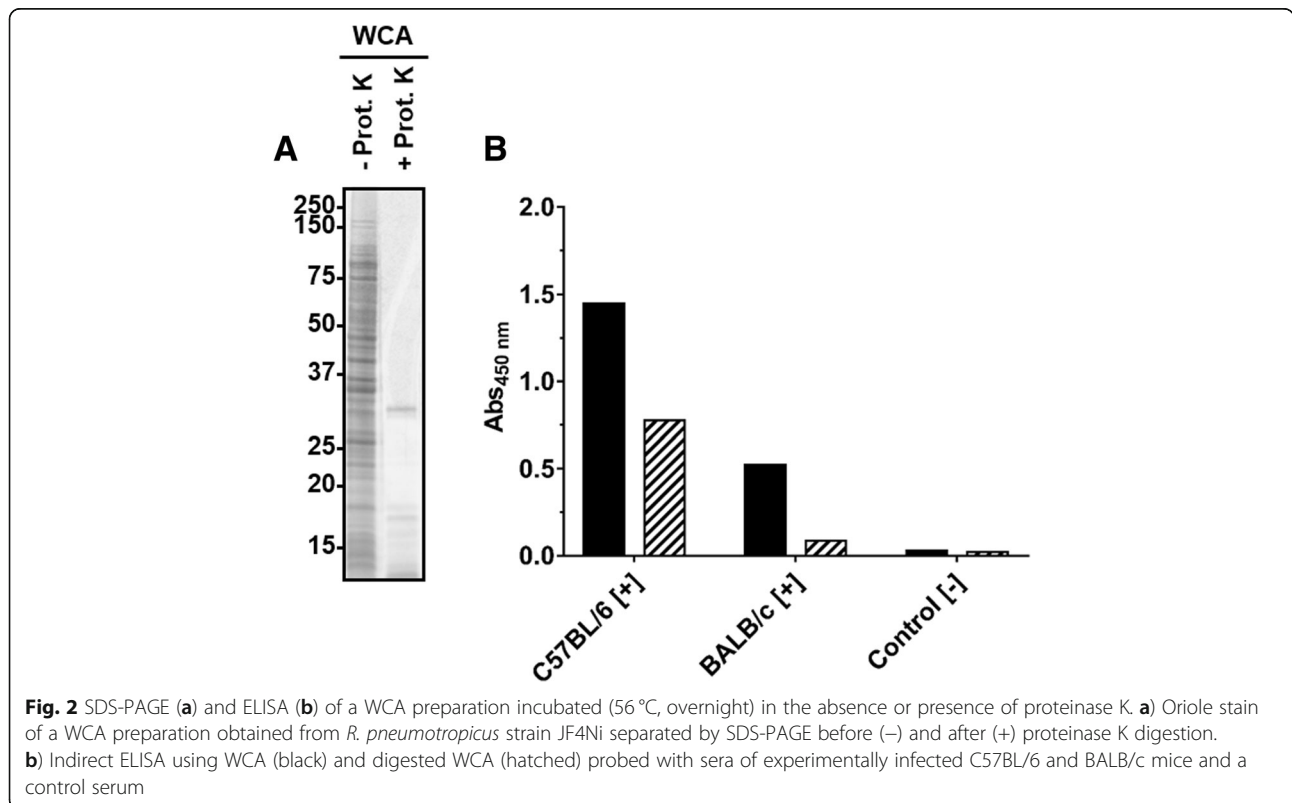 WCA
- Prot. K
+ Prot. K
A
B
250
150
75
50
37
25
20
15
2.0
1.5
1.0
0.5
0.0
Abs450 nm
C57BL/6 [+]
BALB/c [+]
Control [-]
Fig. 2 SDS-PAGE (a) and ELISA (b) of a WCA preparation incubated (56 °C, overnight) in the absence or presence of proteinase K. a) Oriole stain
of a WCA preparation obtained from R. pneumotropicus strain JF4Ni separated by SDS-PAGE before (−) and after (+) proteinase K digestion.
b) Indirect ELISA using WCA (black) and digested WCA (hatched) probed with sera of experimentally infected C57BL/6 and BALB/c mice and a
control serum